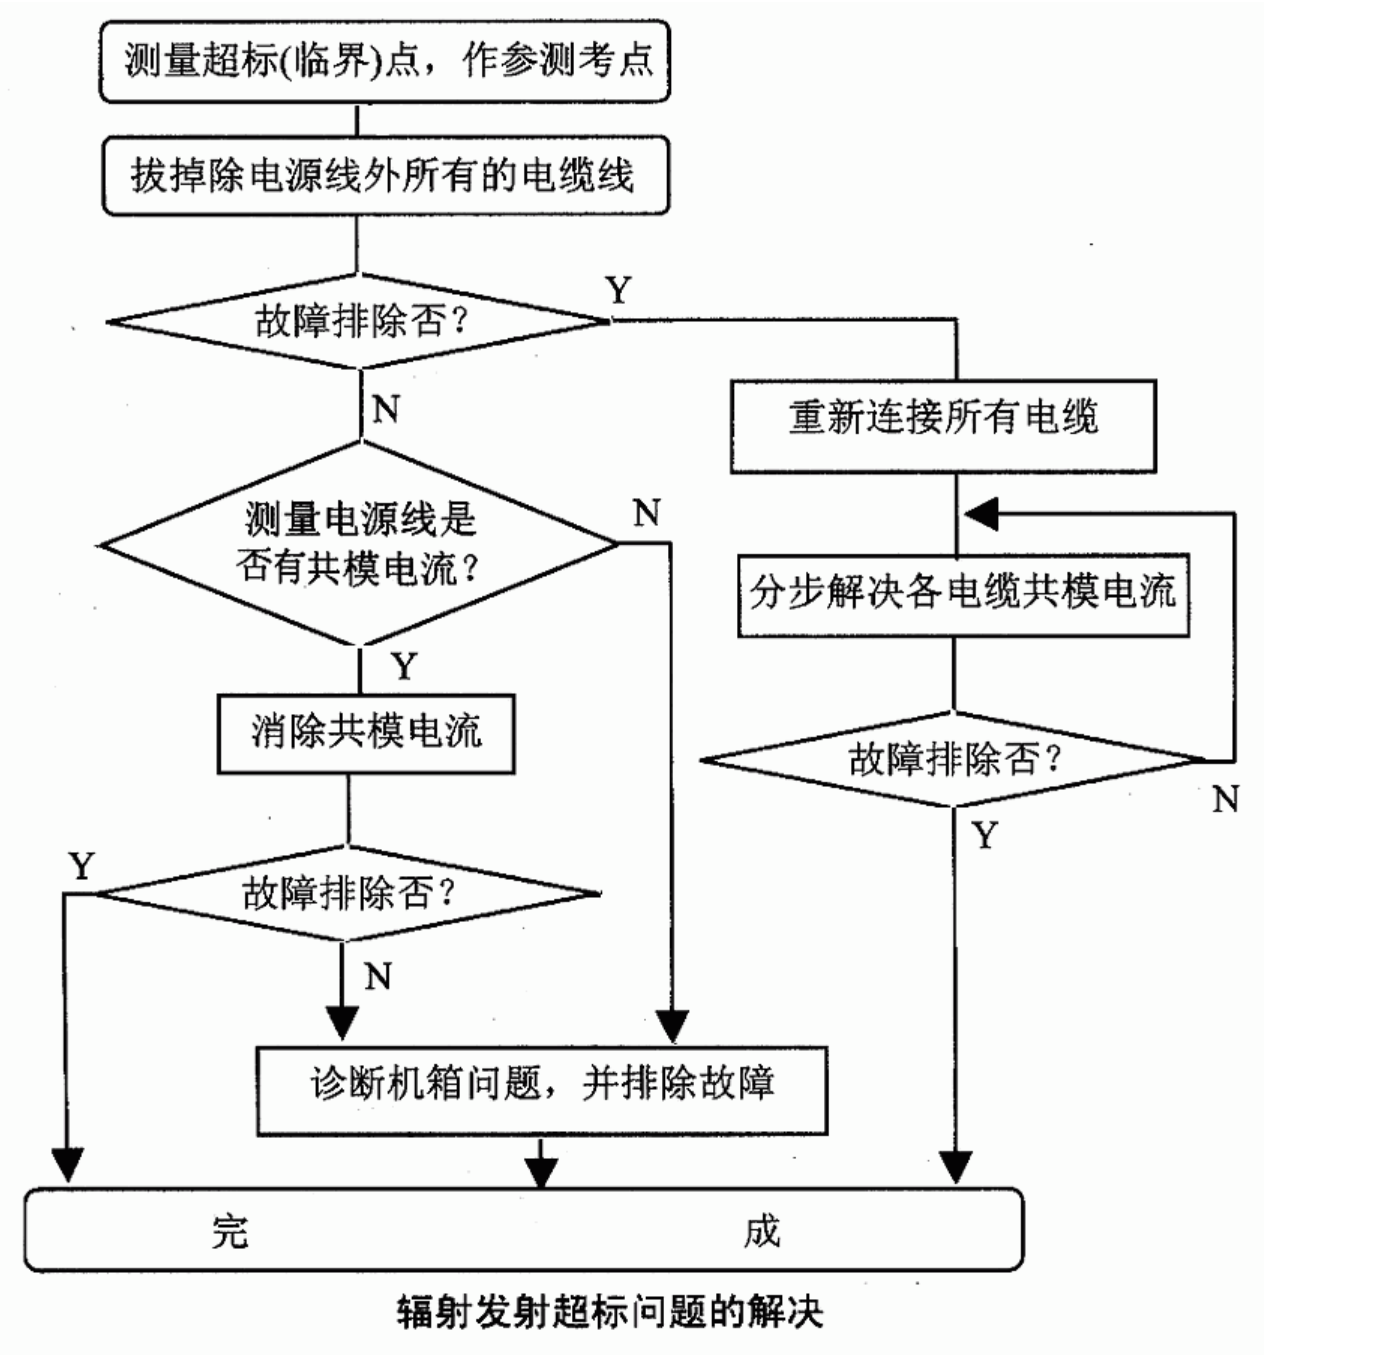 测量超标(临界)点，作参测考点
拔掉除电源线外所有的电缆线
故障排除否？
Y
N
重新连接所有电缆
测量电源线是
否有共模电流？
N
Y
分步解决各电缆共模电流
消除共模电流
故障排除否？
N
Y
故障排除否？
Y
N
诊断机箱问题，并排除故障
完 成
辐射发射超标问题的解决